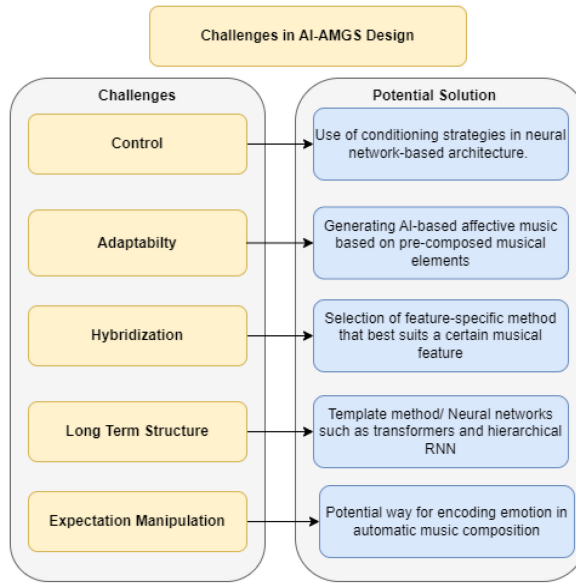 Challenges in AI-AMGS Design
Challenges
Potential Solution
Control
Use of conditioning strategies in neural
network-based architecture.
Adaptabilty
Generating AI-based affective music
based on pre-composed musical
elements
Hybridization
Selection of feature-specific method
that best suits a certain musical
feature
Long Term Structure
Template method/ Neural networks
such as transformers and hierarchical
RNN
Expectation Manipulation
Potential way for encoding emotion in
automatic music composition